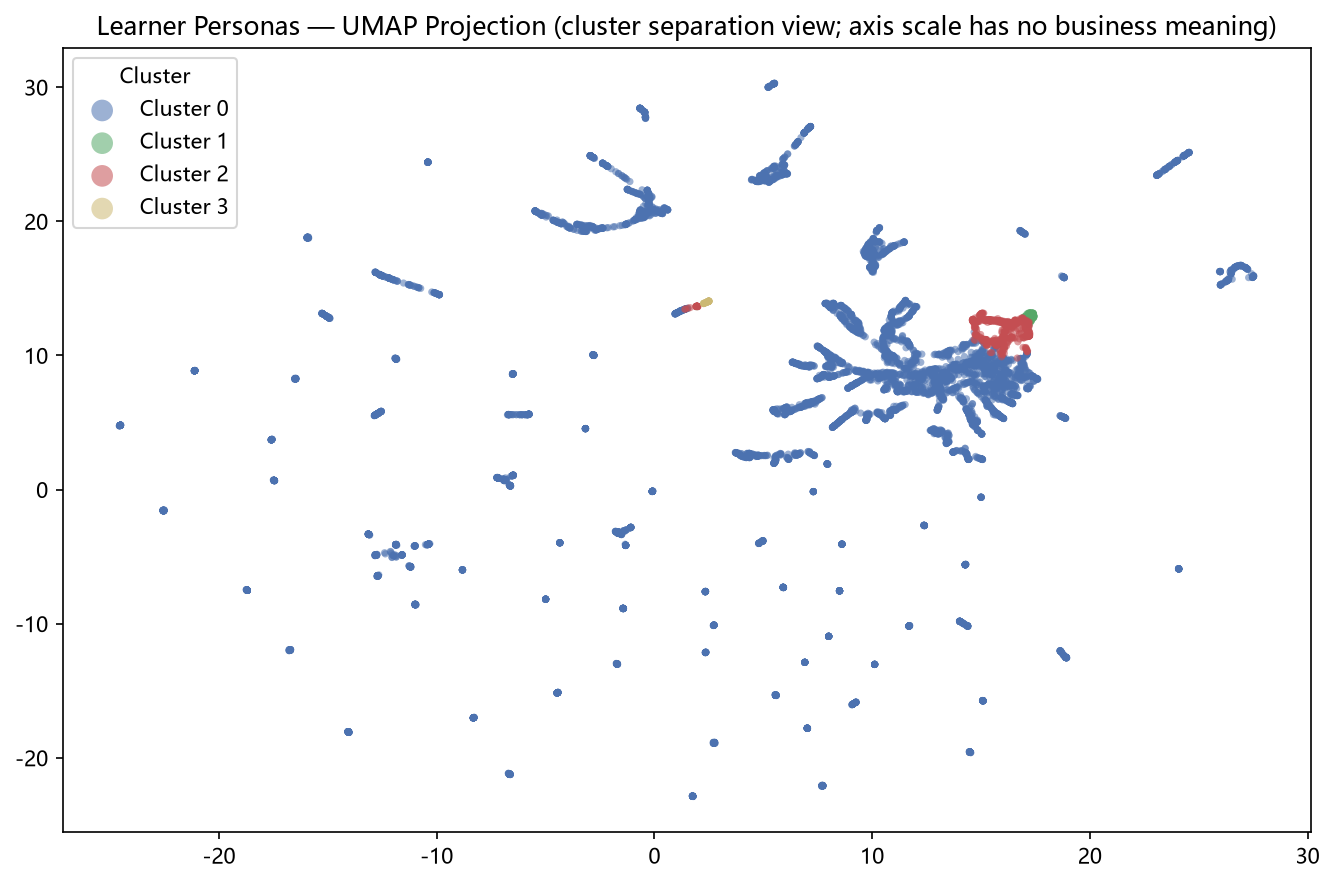 Learner Personas — UMAP Projection (cluster separation view; axis scale has no business meaning)
Cluster
Cluster 0
Cluster 1
Cluster 2
Cluster 3
30
20
10
0
-10
-20
-20
-10
0
10
20
30